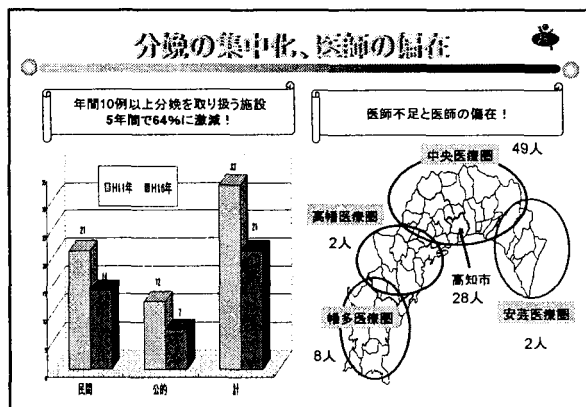 分娩の集中化、医師の偏在
年間10例以上分娩を取り扱う施設
5年間で64%に激減！
H11年
H16年
21
14
12
7
33
21
民間
公的
計
医師不足と医師の偏在！
49人
中央医療圏
高幡医療圏
2人
高知市
28人
幡多医療圏
8人
安芸医療圏
2人